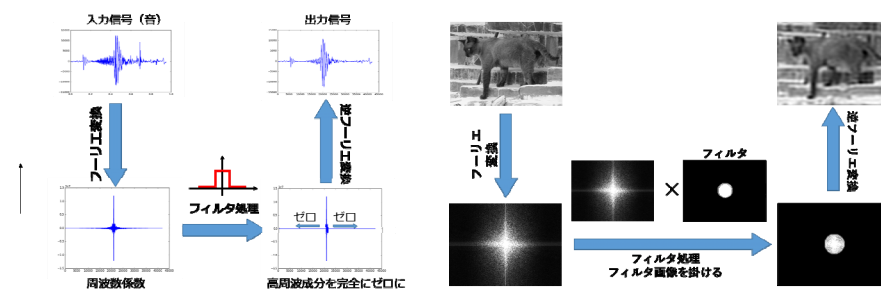 入力信号(音)
出力信号
フーリエ変換
逆フーリエ変換
フィルタ処理
ゼロ
ゼロ
周波数係数
高周波成分を完全にゼロに
フーリエ
変換
フィルタ
×
逆フーリエ変換
フィルタ処理
フィルタ画像を掛ける